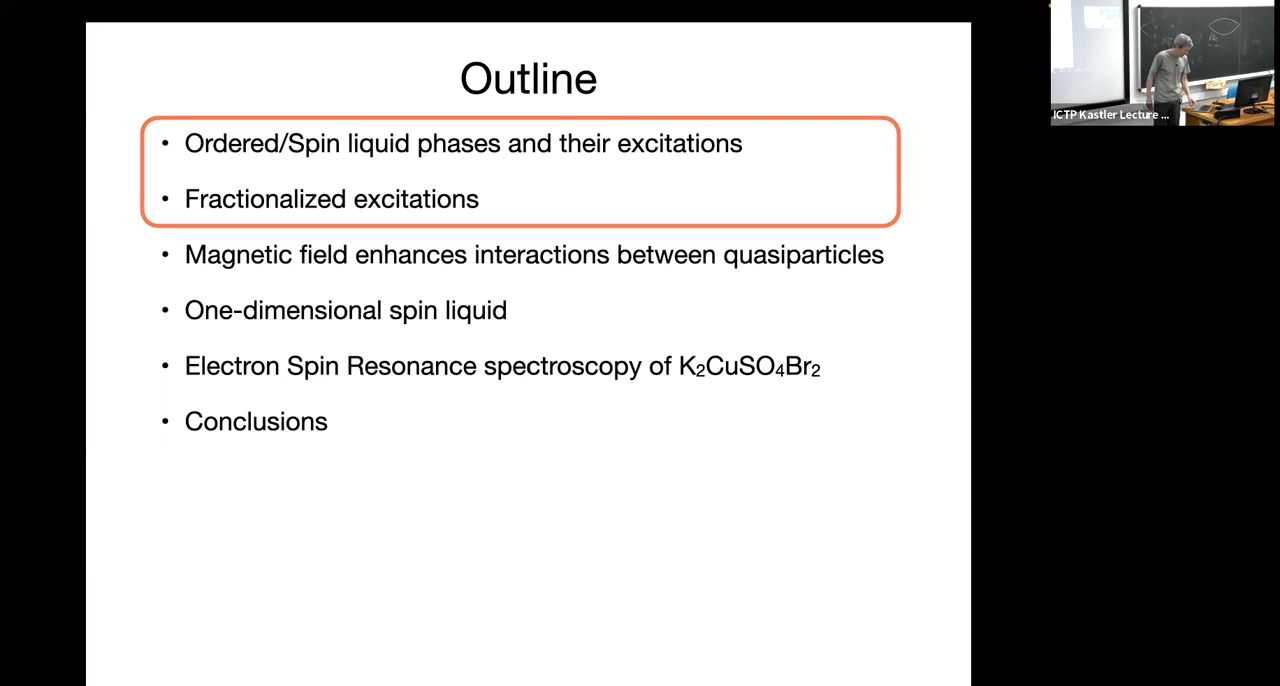 Outline
• Ordered/Spin liquid phases and their excitations
• Fractionalized excitations
• Magnetic field enhances interactions between quasiparticles
• One-dimensional spin liquid
• Electron Spin Resonance spectroscopy of K₂CuSO₄Br₂
• Conclusions
ICTP Kastler Lecture ...